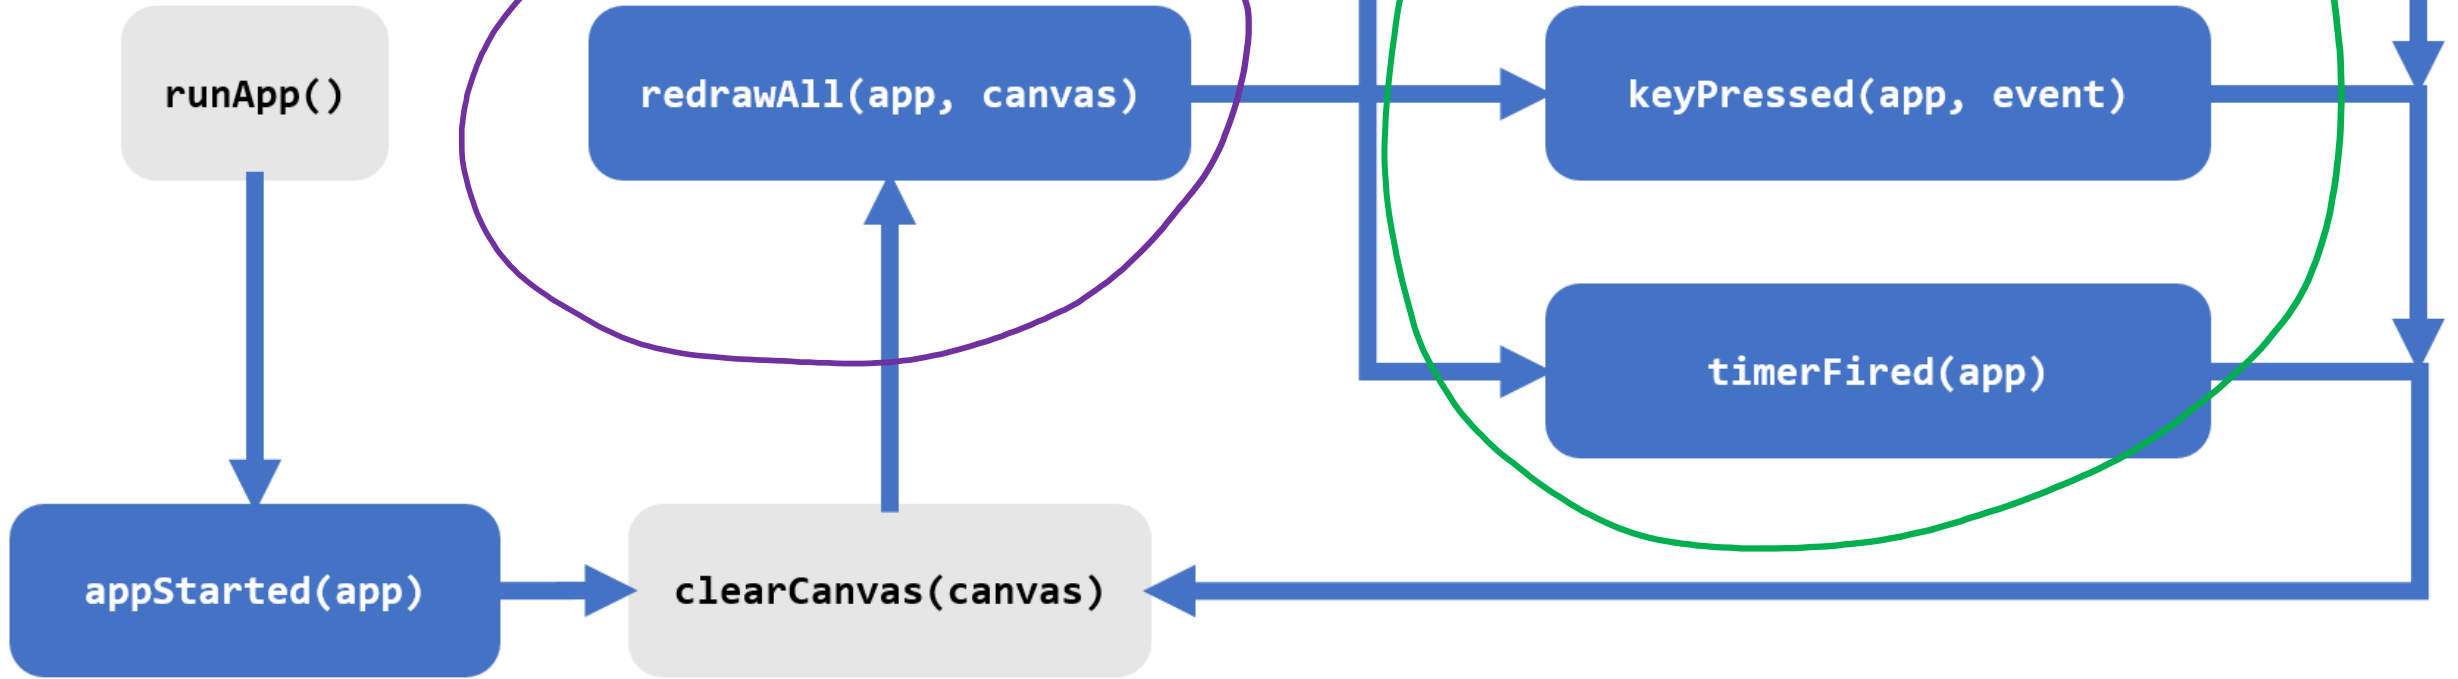 runApp()
redrawAll(app, canvas)
keyPressed(app, event)
timerFired(app)
appStarted(app)
clearCanvas(canvas)